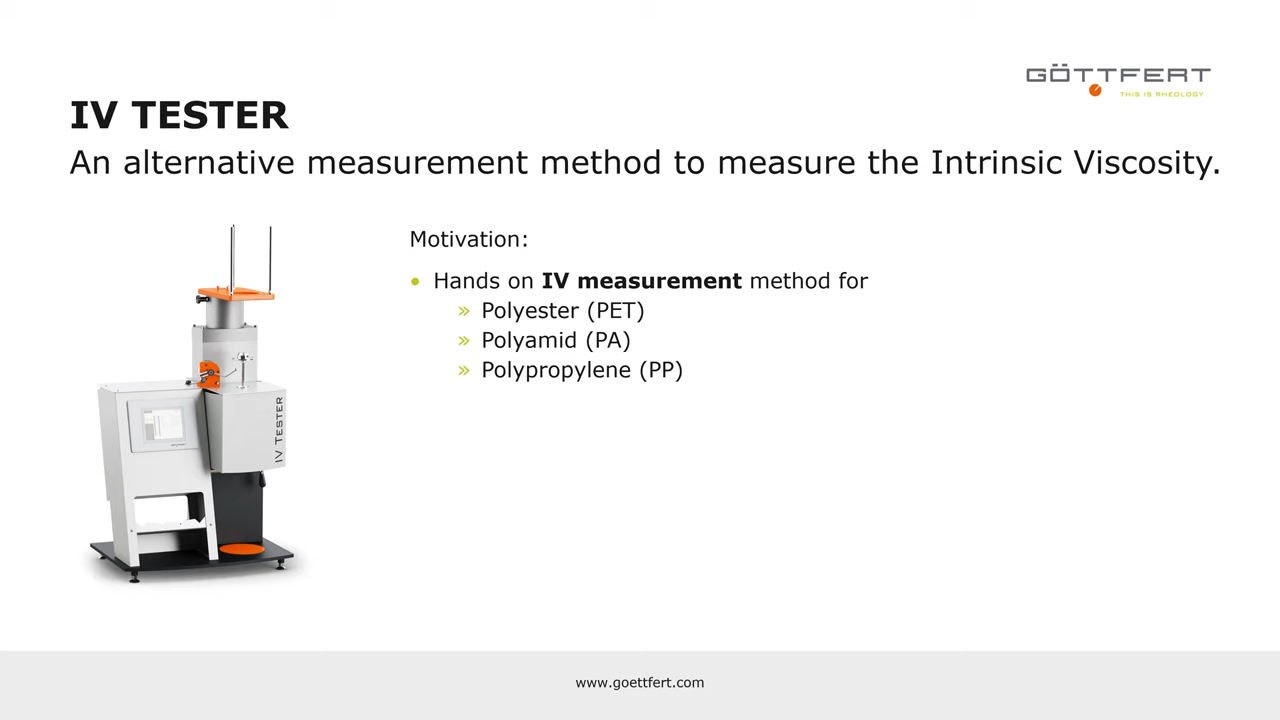 GÖTTFERT
THIS IS RHEOLOGY
IV TESTER
An alternative measurement method to measure the Intrinsic Viscosity.
Motivation:
• Hands on IV measurement method for
» Polyester (PET)
» Polyamid (PA)
» Polypropylene (PP)
IV TESTER
www.goettfert.com